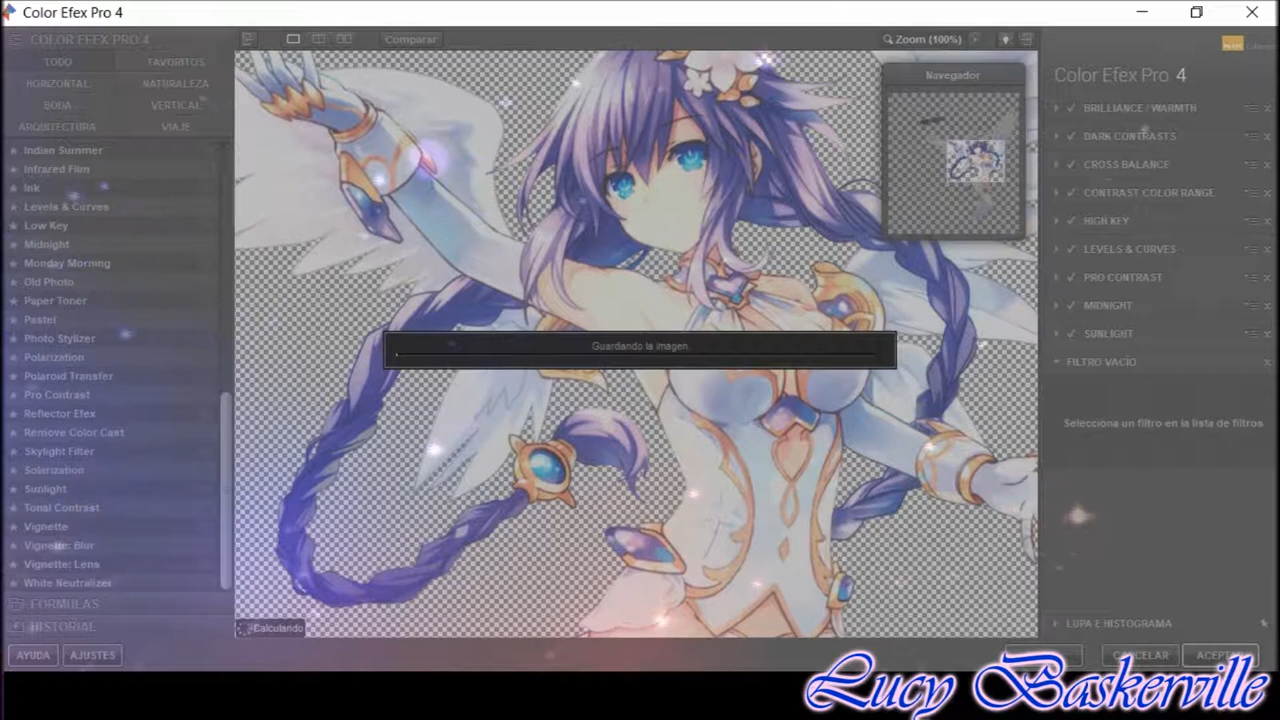 Color Efex Pro 4
COLOR EFEX PRO 4
TODO
FAVORITOS
HORIZONTAL
NATURALEZA
BODA
VERTICAL
ARQUITECTURA
VIAJE
Indian Summer
Infrared Film
Ink
Levels & Curves
Low Key
Midnight
Monday Morning
Old Photo
Paper Toner
Pastel
Photo Stylizer
Polarization
Polaroid Transfer
Pro Contrast
Reflector Efex
Remove Color Cast
Skylight Filter
Solarization
Sunlight
Tonal Contrast
Vignette
Vignette: Blur
Vignette: Lens
White Neutralizer
FORMULAS
HISTORIAL
AYUDA
AJUSTES
Comparar
Zoom (100%)
Navegador
Guardando la imagen.
Calculando
Color Efex Pro 4
BRILLIANCE / WARMTH
DARK CONTRASTS
CROSS BALANCE
CONTRAST COLOR RANGE
HIGH KEY
LEVELS & CURVES
PRO CONTRAST
MIDNIGHT
SUNLIGHT
FILTRO VACÍO
Selecciona un filtro en la lista de filtros
LUPA E HISTOGRAMA
CANCELAR
Lucy Baskerville